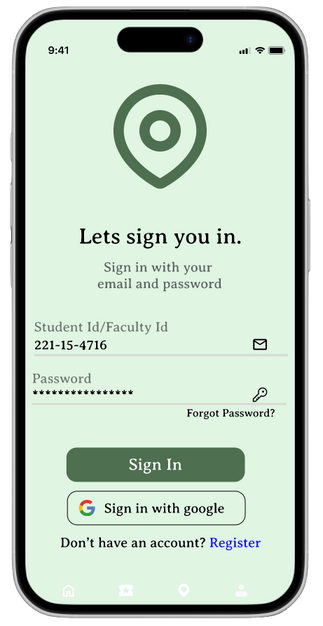 9:41
Lets sign you in.
Sign in with your
email and password
Student Id/Faculty Id
221-15-4716
Password
****************
Forgot Password?
Sign In
Sign in with google
Don't have an account? Register